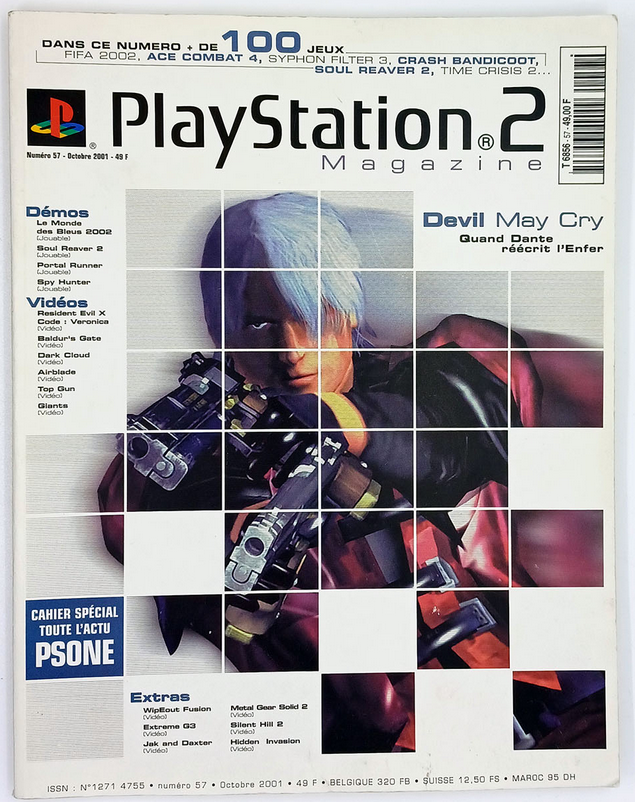 DANS CE NUMERO + DE 100 JEUX
FIFA 2002, ACE COMBAT 4, SYPHON FILTER 3, CRASH BANDICOOT,
SOUL REAVER 2, TIME CRISIS 2...
T 6856 - 57 - 49,00 F
PlayStation®2
Magazine
®
Numéro 57 - Octobre 2001 - 49 F
Devil May Cry
Quand Dante
réécrit l'Enfer
Démos
Le Monde
des Bleus 2002
(Jouable)
Soul Reaver 2
(Jouable)
Portal Runner
(Jouable)
Spy Hunter
(Jouable)
Vidéos
Resident Evil X
Code : Veronica
(Vidéo)
Baldur's Gate
(Vidéo)
Dark Cloud
(Vidéo)
Airblade
(Vidéo)
Top Gun
(Vidéo)
Giants
(Vidéo)
CAHIER SPÉCIAL
TOUTE L'ACTU
PSONE
Extras
WipEout Fusion
(Vidéo)
Extreme G3
(Vidéo)
Jak and Daxter
(Vidéo)
Metal Gear Solid 2
(Vidéo)
Silent Hill 2
(Vidéo)
Hidden Invasion
(Vidéo)
ISSN : N°1271 4755 • numéro 57 • Octobre 2001 • 49 F • BELGIQUE 320 FB • SUISSE 12,50 FS • MAROC 95 DH